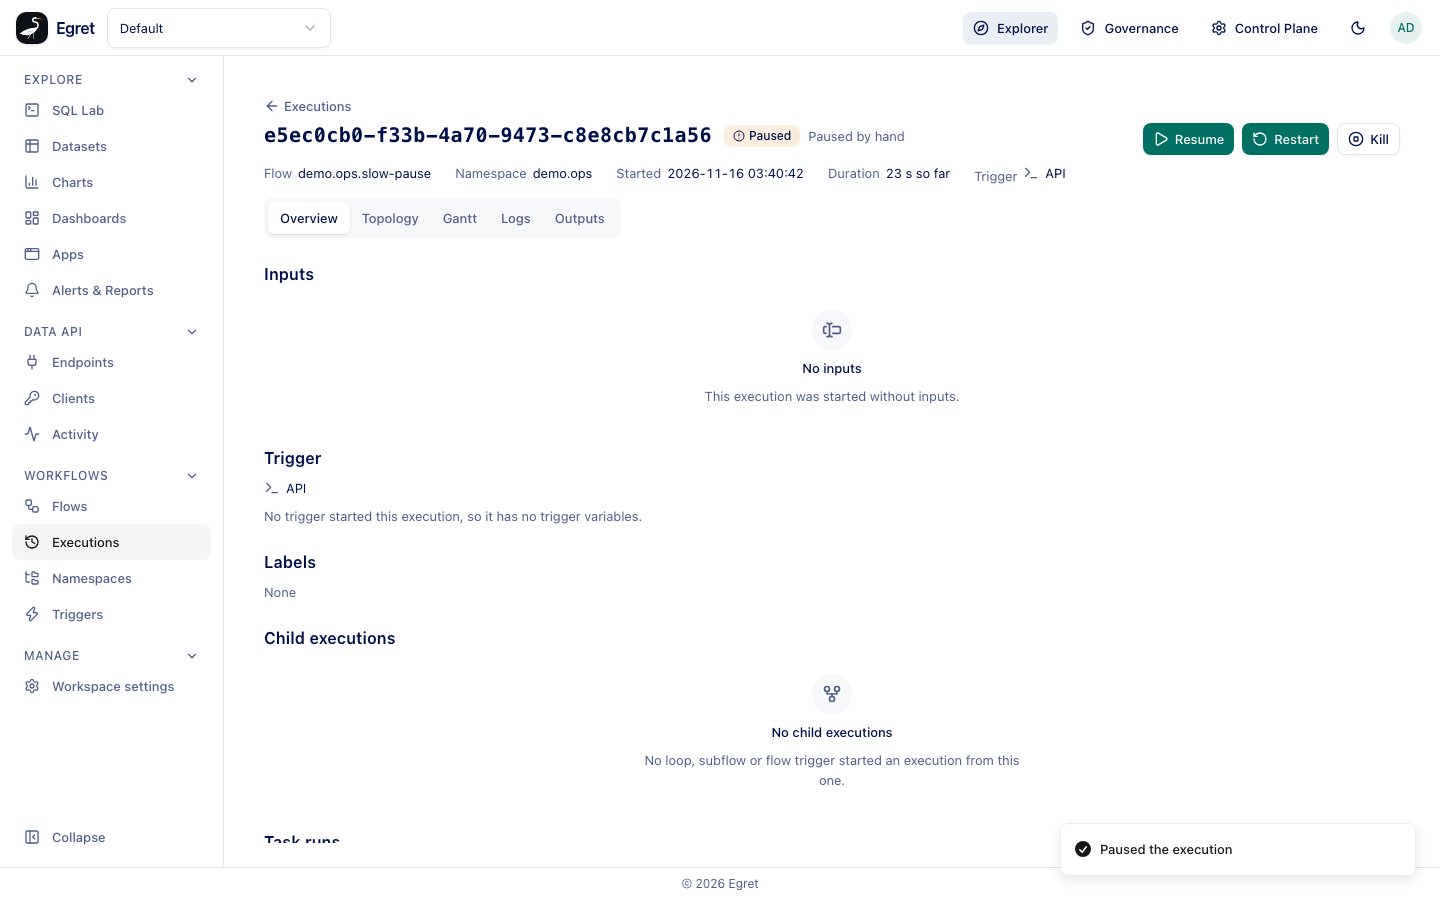 Egret
Default
Explorer
Governance
Control Plane
AD
EXPLORE
SQL Lab
Datasets
Charts
Dashboards
Apps
Alerts & Reports
DATA API
Endpoints
Clients
Activity
WORKFLOWS
Flows
Executions
Namespaces
Triggers
MANAGE
Workspace settings
Collapse
Executions
e5ec0cb0-f33b-4a70-9473-c8e8cb7c1a56
Paused
Paused by hand
Resume
Restart
Kill
Flow demo.ops.slow-pause
Namespace demo.ops
Started 2026-11-16 03:40:42
Duration 23 s so far
Trigger API
Overview
Topology
Gantt
Logs
Outputs
Inputs
No inputs
This execution was started without inputs.
Trigger
API
No trigger started this execution, so it has no trigger variables.
Labels
None
Child executions
No child executions
No loop, subflow or flow trigger started an execution from this
one.
Task runs
Paused the execution
© 2026 Egret